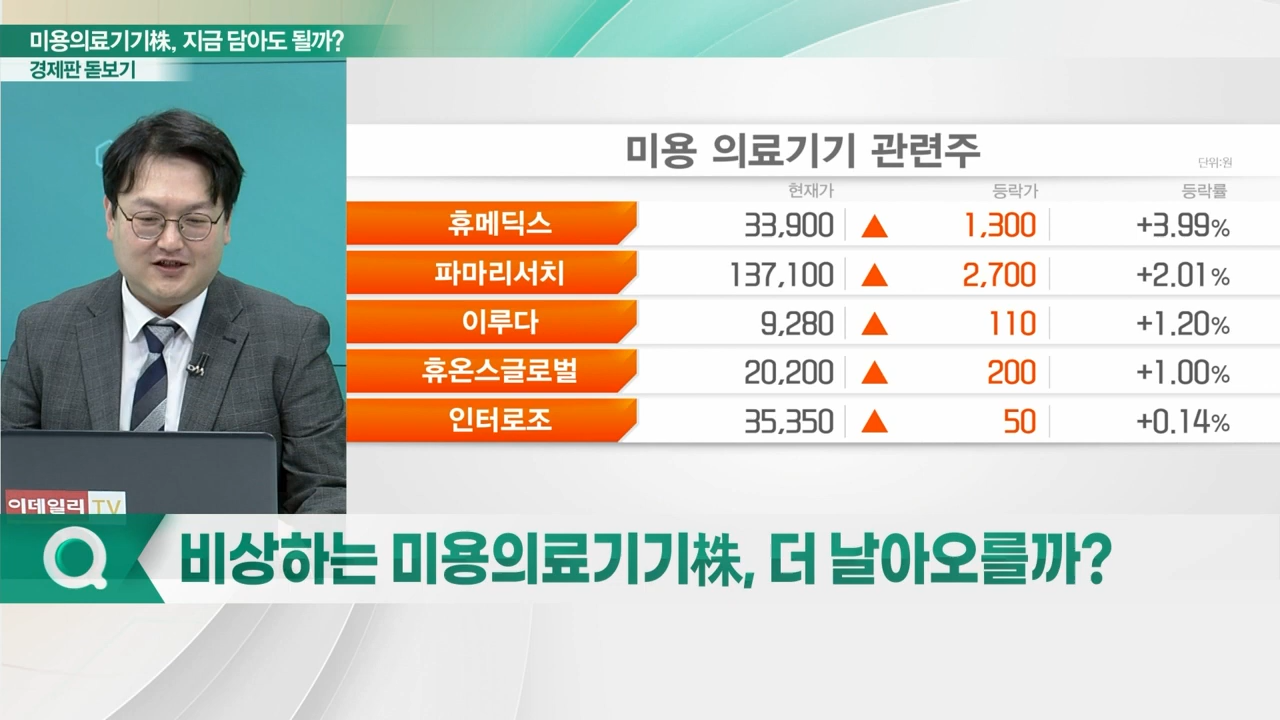 미용의료기기株, 지금 담아도 될까?
경제판 돋보기
미용 의료기기 관련주
단위:원
현재가 등락가 등락률
휴메딕스 33,900 ▲ 1,300 +3.99%
파마리서치 137,100 ▲ 2,700 +2.01%
이루다 9,280 ▲ 110 +1.20%
휴온스글로벌 20,200 ▲ 200 +1.00%
인터로조 35,350 ▲ 50 +0.14%
이데일리 TV
Q 비상하는 미용의료기기株, 더 날아오를까?